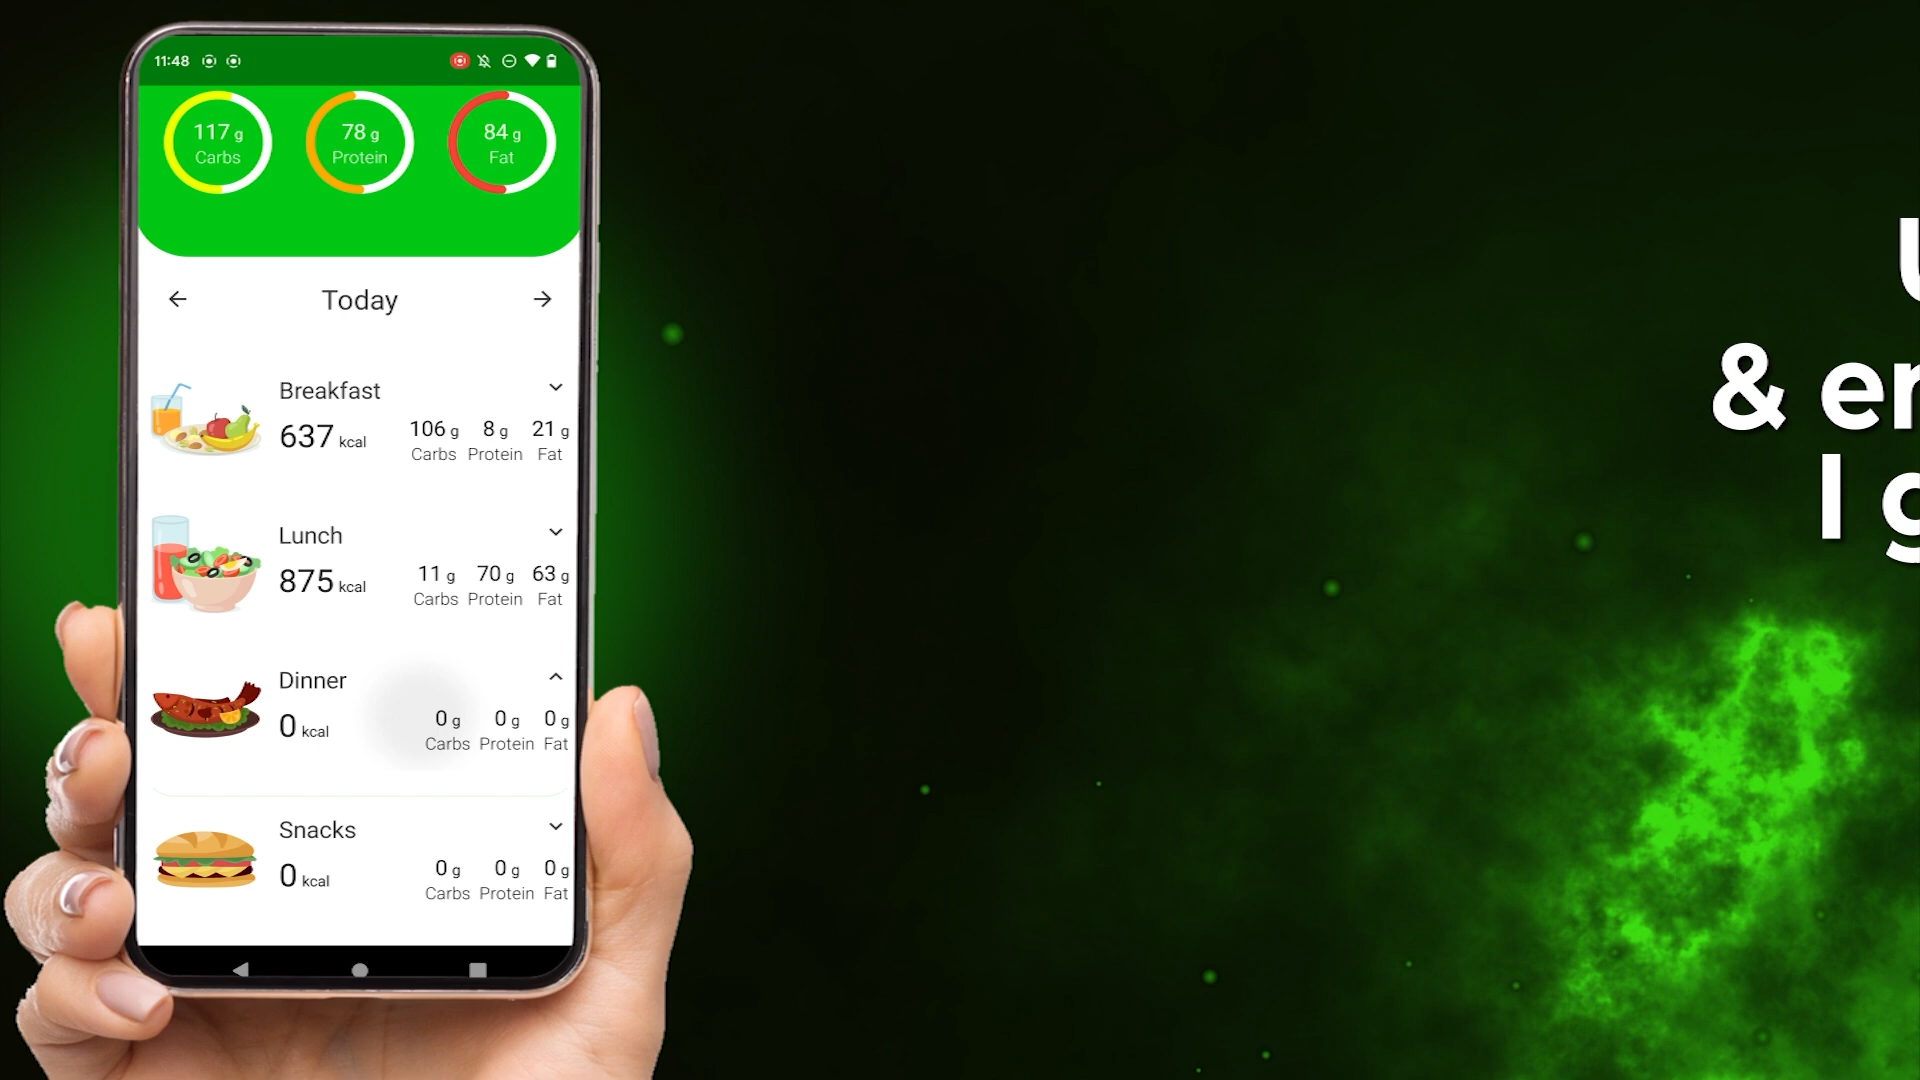 11:48
117 g
Carbs
78 g
Protein
84 g
Fat
Today
Breakfast
637 kcal
106 g
Carbs
8 g
Protein
21 g
Fat
Lunch
875 kcal
11 g
Carbs
70 g
Protein
63 g
Fat
Dinner
0 kcal
0 g
Carbs
0 g
Protein
0 g
Fat
Snacks
0 kcal
0 g
Carbs
0 g
Protein
0 g
Fat
&
I